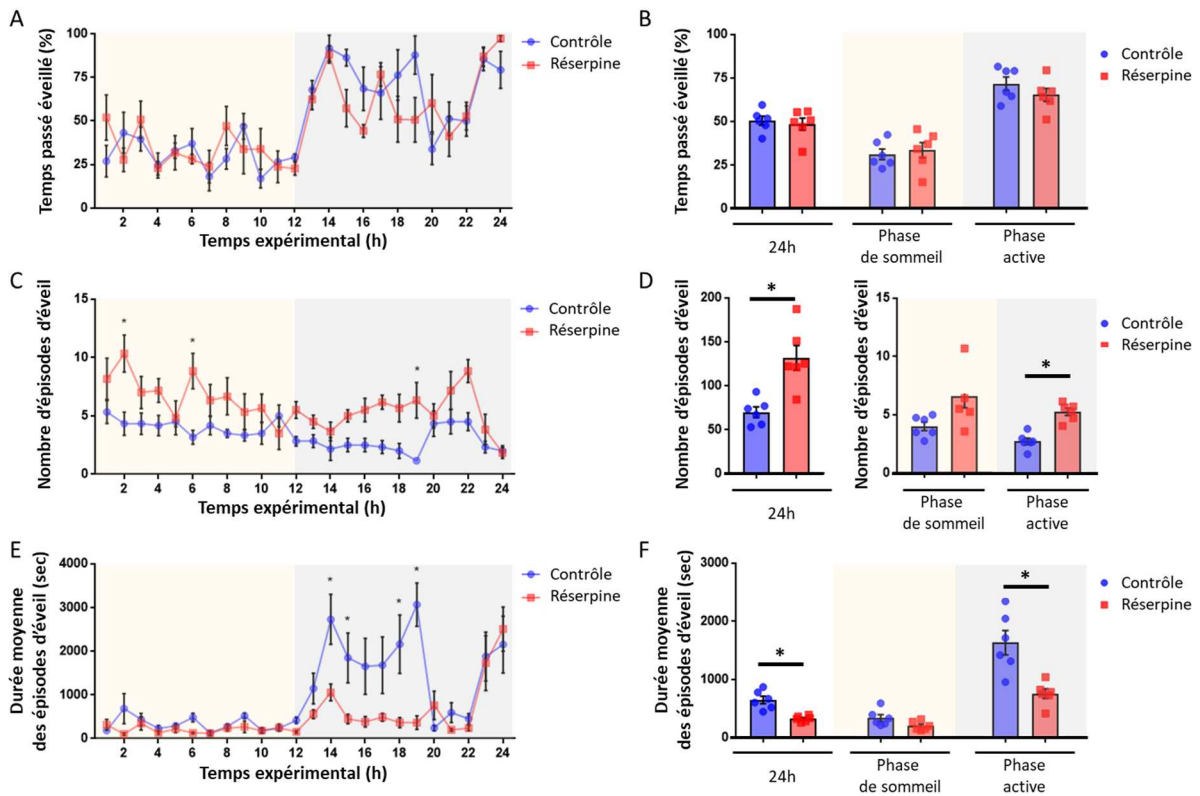 A
Temps passé éveillé (%)
100
75
50
25
0
2 4 6 8 10 12 14 16 18 20 22 24
Temps expérimental (h)
Contrôle
Réserpine
B
Temps passé éveillé (%)
100
75
50
25
0
24h
Phase
de sommeil
Phase
active
Contrôle
Réserpine
C
Nombre d'épisodes d'éveil
15
10
5
0
* * *
2 4 6 8 10 12 14 16 18 20 22 24
Temps expérimental (h)
Contrôle
Réserpine
D
Nombre d'épisodes d'éveil
200
150
100
50
0
*
24h
Nombre d'épisodes d'éveil
15
10
5
0
*
Phase
de sommeil
Phase
active
Contrôle
Réserpine
E
Durée moyenne
des épisodes d'éveil (sec)
4000
3000
2000
1000
0
* * * *
2 4 6 8 10 12 14 16 18 20 22 24
Temps expérimental (h)
Contrôle
Réserpine
F
Durée moyenne
des épisodes d'éveil (sec)
3000
2000
1000
0
* *
24h
Phase
de sommeil
Phase
active
Contrôle
Réserpine